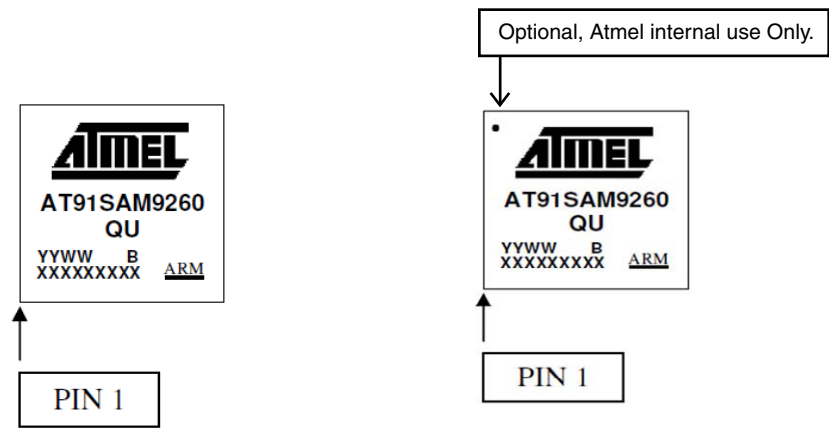 Optional, Atmel internal use Only.
ATMEL
AT91SAM9260
QU
YYWW B
XXXXXXXXX ARM
PIN 1
ATMEL
AT91SAM9260
QU
YYWW B
XXXXXXXXX ARM
PIN 1